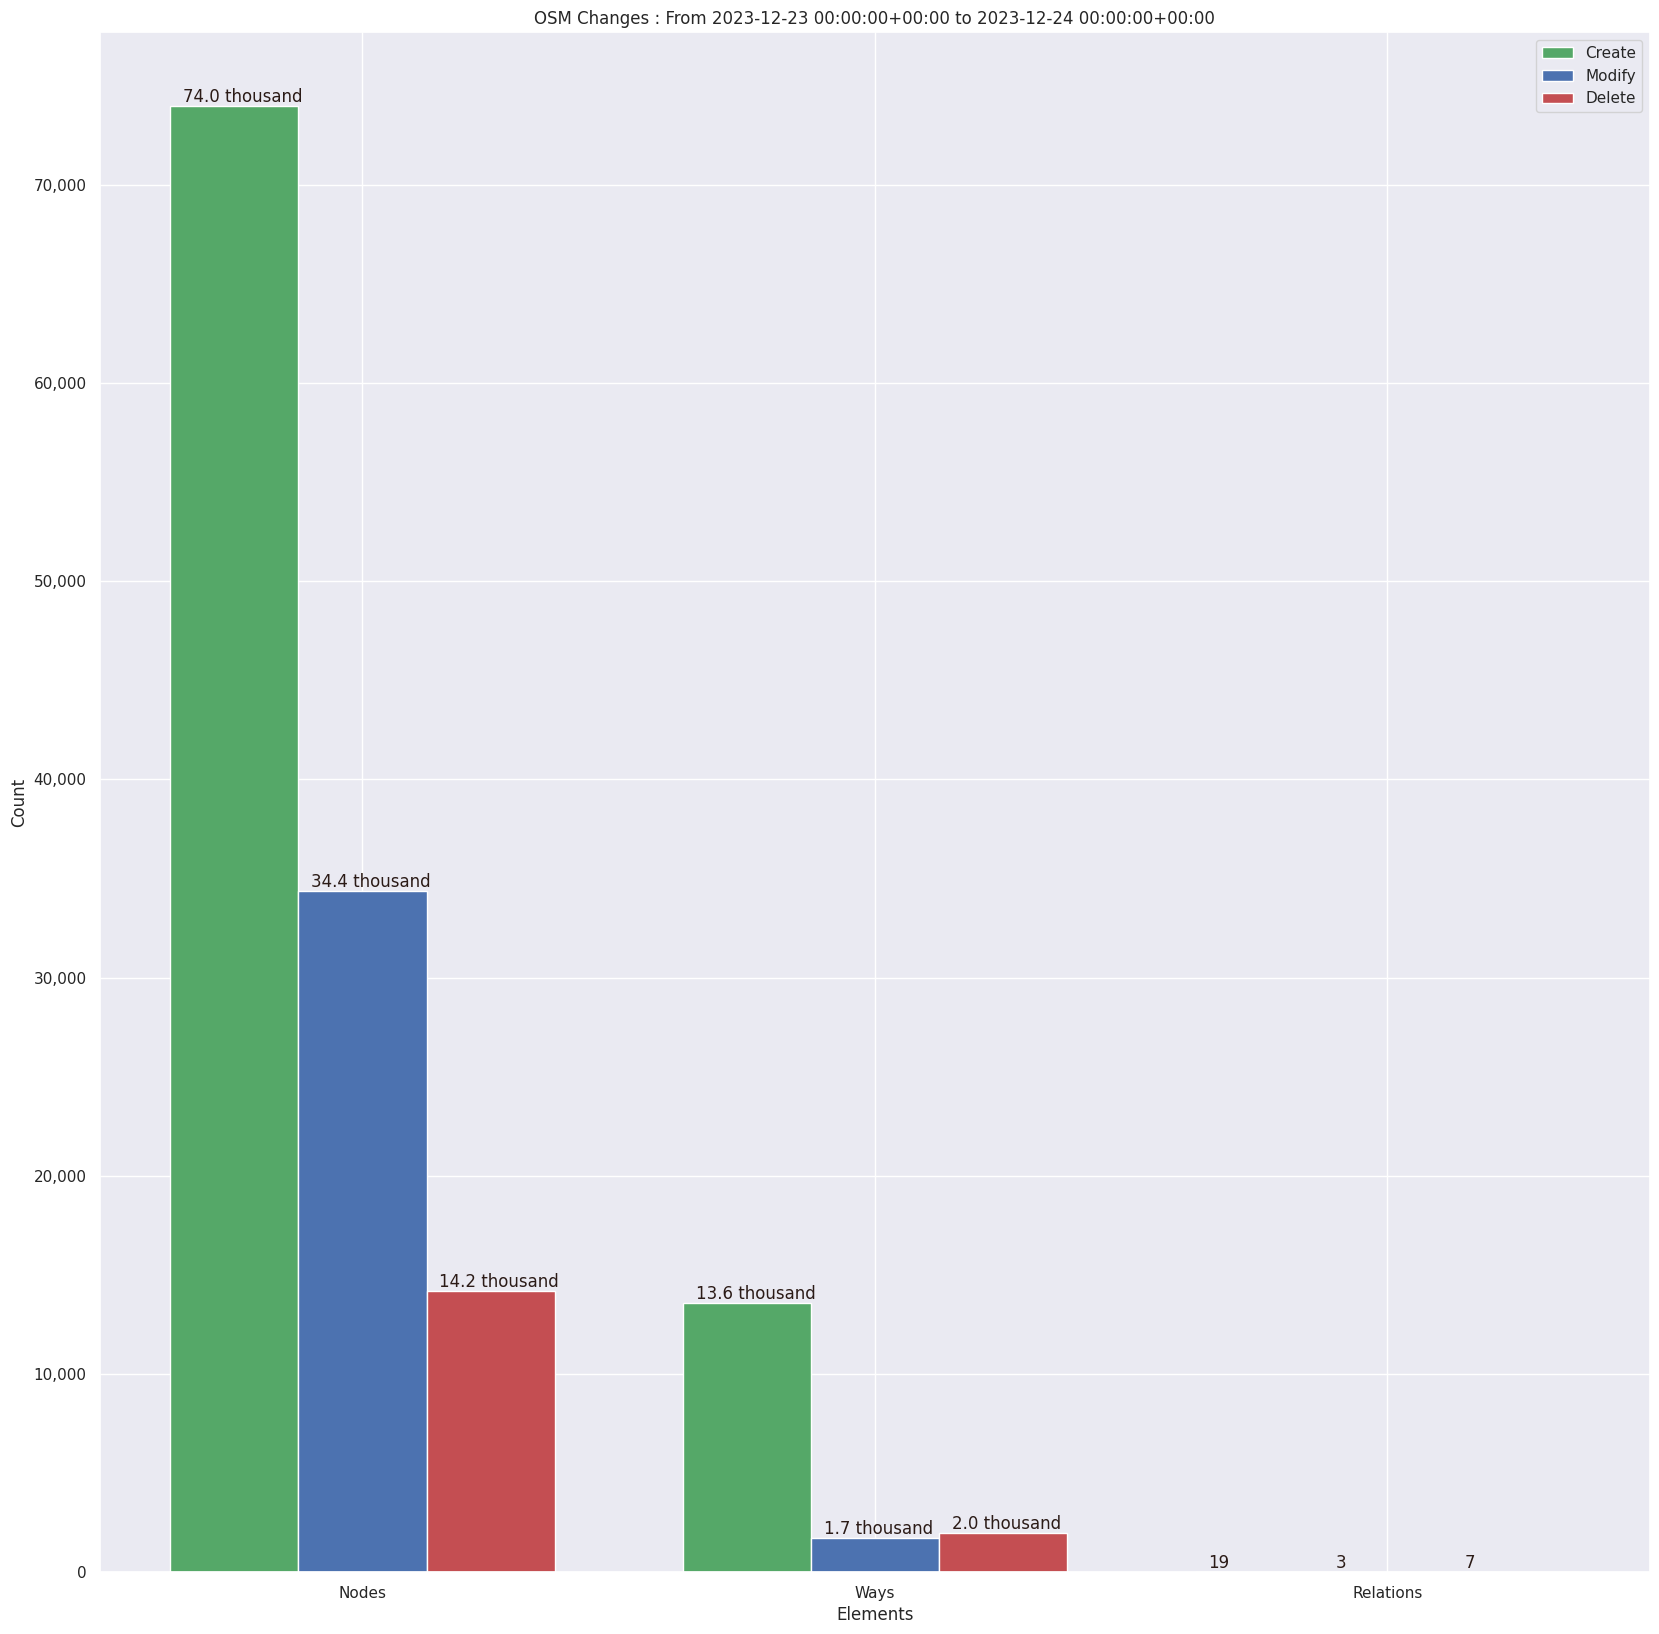 OSM Changes : From 2023-12-23 00:00:00+00:00 to 2023-12-24 00:00:00+00:00
Create
Modify
Delete
74.0 thousand
70,000
60,000
50,000
40,000
Count
34.4 thousand
30,000
20,000
14.2 thousand
13.6 thousand
10,000
1.7 thousand
2.0 thousand
19
3
7
0
Nodes
Ways
Relations
Elements